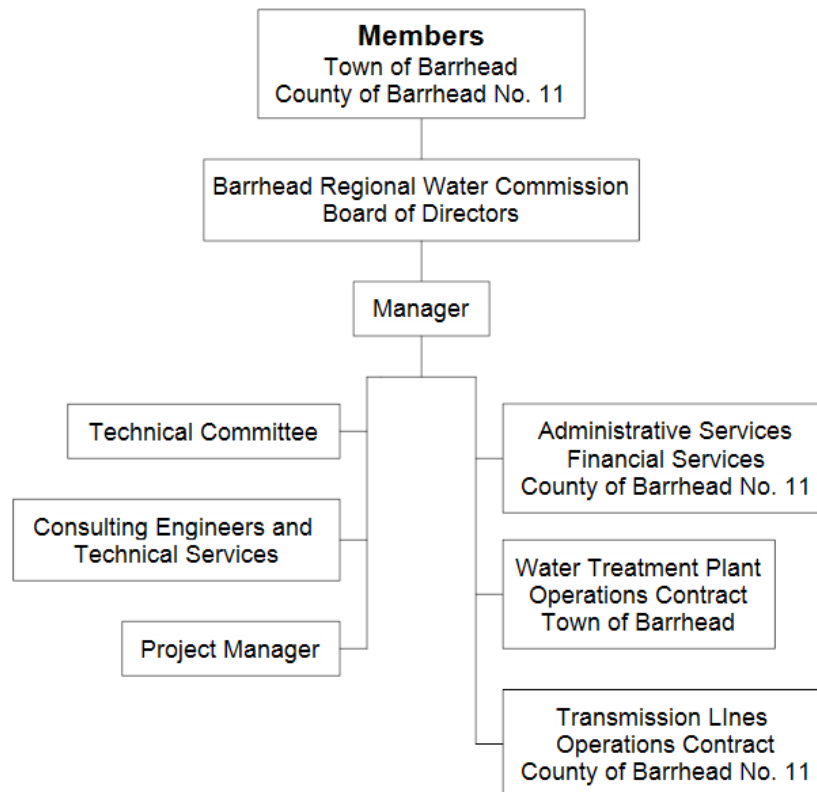 Members
Town of Barrhead
County of Barrhead No. 11
Barrhead Regional Water Commission
Board of Directors
Manager
Technical Committee
Consulting Engineers and
Technical Services
Project Manager
Administrative Services
Financial Services
County of Barrhead No. 11
Water Treatment Plant
Operations Contract
Town of Barrhead
Transmission LInes
Operations Contract
County of Barrhead No. 11